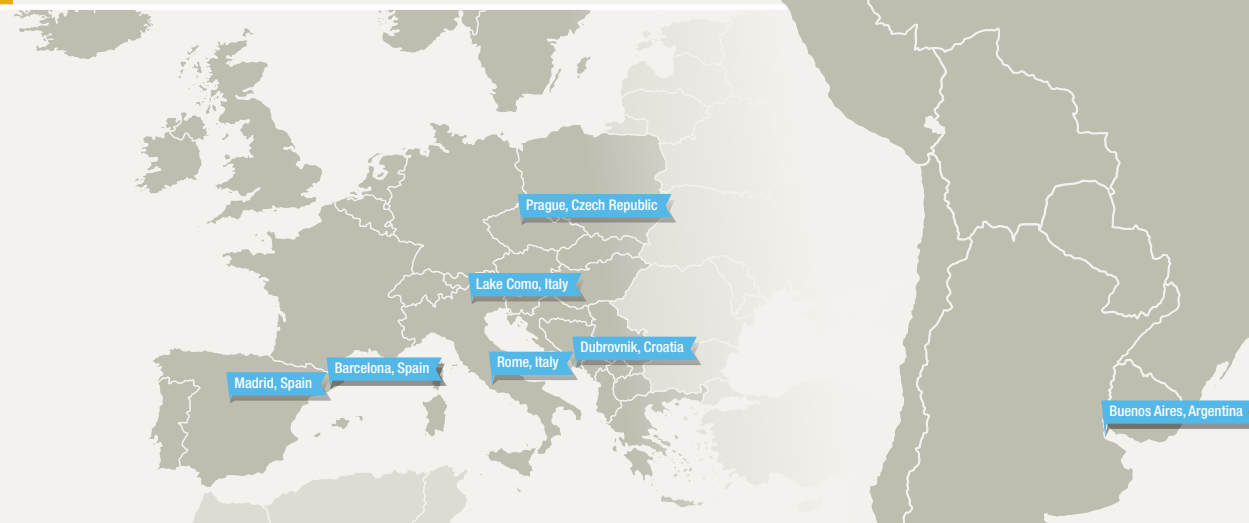 Prague, Czech Republic
Lake Como, Italy
Dubrovnik, Croatia
Rome, Italy
Barcelona, Spain
Madrid, Spain
Buenos Aires, Argentina